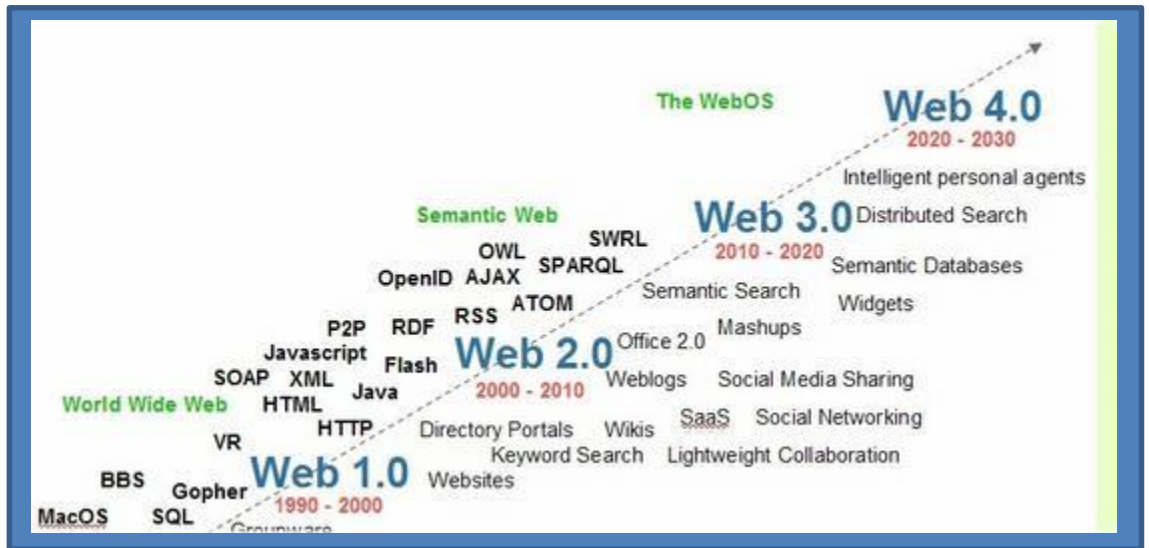 The WebOS
Web 4.0
2020 - 2030
Intelligent personal agents
Semantic Web
Web 3.0 Distributed Search
SWRL
2010 - 2020
OWL
SPARQL
Semantic Databases
OpenID AJAX
Semantic Search
ATOM
Widgets
RSS
P2P RDF
Mashups
Office 2.0
Javascript
Web 2.0
Flash
SOAP XML
Weblogs Social Media Sharing
Java
2000 - 2010
World Wide Web
HTML
SaaS Social Networking
HTTP
Directory Portals Wikis
VR
Keyword Search Lightweight Collaboration
Web 1.0
BBS
Websites
Gopher
1990 - 2000
MacOS SQL
Groupware